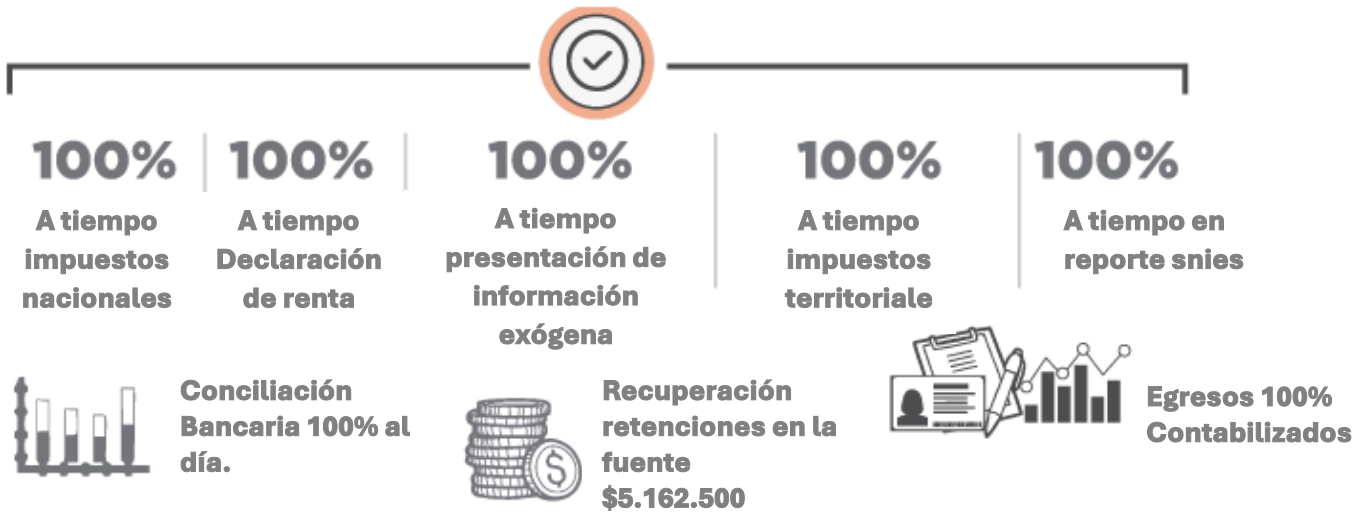 100%
A tiempo
impuestos
nacionales
100%
A tiempo
Declaración
de renta
100%
A tiempo
presentación de
información
exógena
100%
A tiempo
impuestos
territoriale
100%
A tiempo en
reporte snies
Conciliación
Bancaria 100% al
día.
$
Recuperación
retenciones en la
fuente
$5.162.500
Egresos 100%
Contabilizados